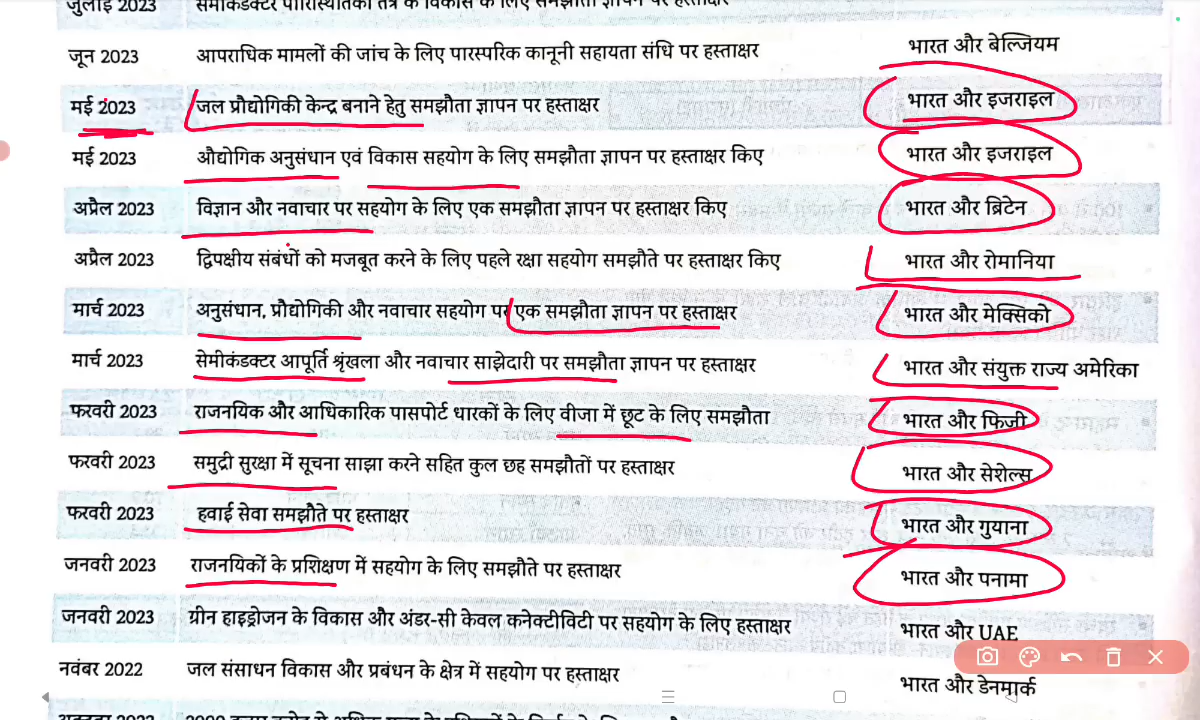 जुलाई 2023 सेमीकंडक्टर पारिस्थितिकी तंत्र के विकास के लिए समझौता ज्ञापन पर हस्ताक्षर
जून 2023 आपराधिक मामलों की जांच के लिए पारस्परिक कानूनी सहायता संधि पर हस्ताक्षर भारत और बेल्जियम
मई 2023 जल प्रौद्योगिकी केन्द्र बनाने हेतु समझौता ज्ञापन पर हस्ताक्षर भारत और इजराइल
मई 2023 औद्योगिक अनुसंधान एवं विकास सहयोग के लिए समझौता ज्ञापन पर हस्ताक्षर किए भारत और इजराइल
अप्रैल 2023 विज्ञान और नवाचार पर सहयोग के लिए एक समझौता ज्ञापन पर हस्ताक्षर किए भारत और ब्रिटेन
अप्रैल 2023 द्विपक्षीय संबंधों को मजबूत करने के लिए पहले रक्षा सहयोग समझौते पर हस्ताक्षर किए भारत और रोमानिया
मार्च 2023 अनुसंधान, प्रौद्योगिकी और नवाचार सहयोग पर एक समझौता ज्ञापन पर हस्ताक्षर भारत और मेक्सिको
मार्च 2023 सेमीकंडक्टर आपूर्ति श्रृंखला और नवाचार साझेदारी पर समझौता ज्ञापन पर हस्ताक्षर भारत और संयुक्त राज्य अमेरिका
फरवरी 2023 राजनयिक और आधिकारिक पासपोर्ट धारकों के लिए वीजा में छूट के लिए समझौता भारत और फिजी
फरवरी 2023 समुद्री सुरक्षा में सूचना साझा करने सहित कुल छह समझौतों पर हस्ताक्षर भारत और सेशेल्स
फरवरी 2023 हवाई सेवा समझौते पर हस्ताक्षर भारत और गुयाना
जनवरी 2023 राजनयिकों के प्रशिक्षण में सहयोग के लिए समझौते पर हस्ताक्षर भारत और पनामा
जनवरी 2023 ग्रीन हाइड्रोजन के विकास और अंडर-सी केवल कनेक्टीविटी पर सहयोग के लिए हस्ताक्षर भारत और UAE
नवंबर 2022 जल संसाधन विकास और प्रबंधन के क्षेत्र में सहयोग पर हस्ताक्षर भारत और डेनमार्क